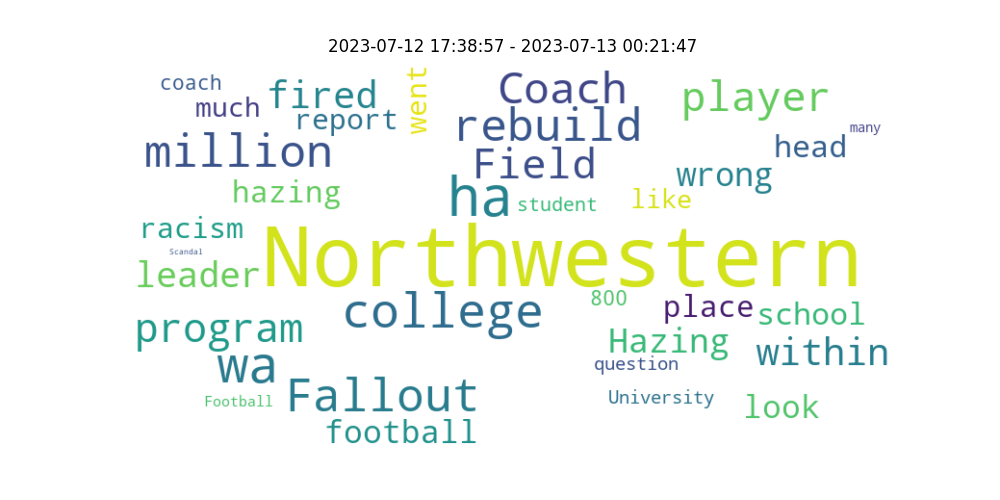 2023-07-12 17:38:57 - 2023-07-13 00:21:47
coach
much
fired
report
went
Coach
rebuild
Field
player
many
head
wrong
million
hazing
ha
student
like
racism
Scandal
leader
Northwestern
college
800
place
school
program
Hazing
within
question
wa
Fallout
Football
football
University
look